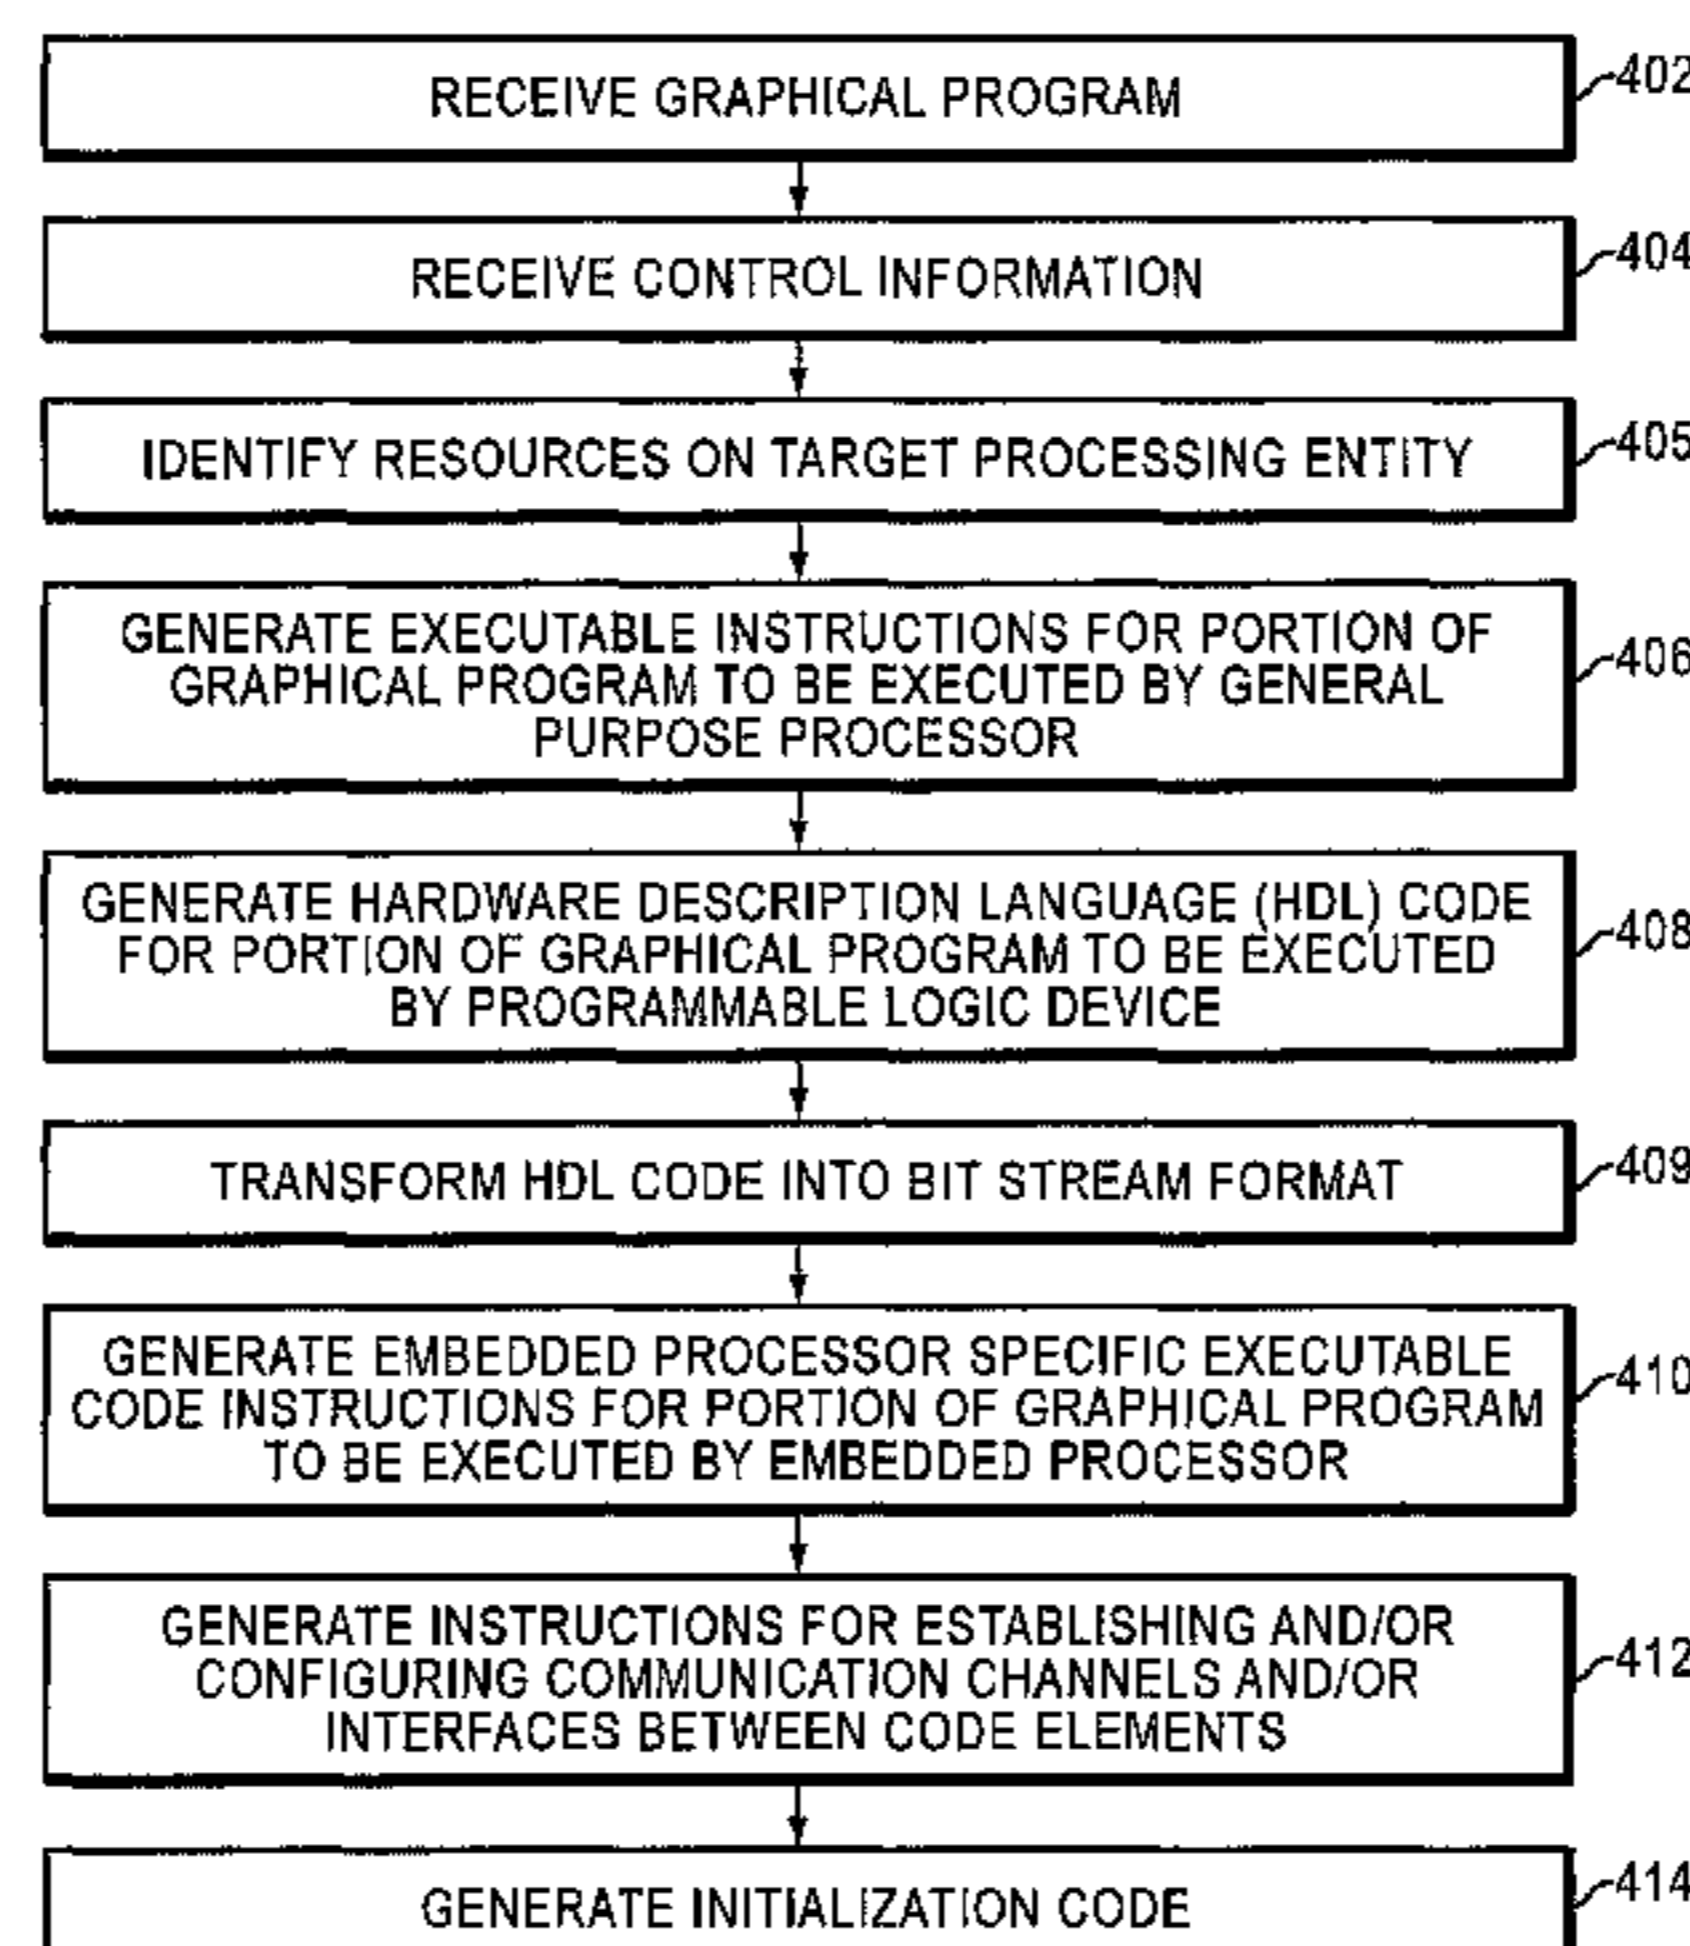 RECEIVE GRAPHICAL PROGRAM
402
RECEIVE CONTROL INFORMATION
404
IDENTIFY RESOURCES ON TARGET PROCESSING ENTITY
405
GENERATE EXECUTABLE INSTRUCTIONS FOR PORTION OF
GRAPHICAL PROGRAM TO BE EXECUTED BY GENERAL
PURPOSE PROCESSOR
406
GENERATE HARDWARE DESCRIPTION LANGUAGE (HDL) CODE
FOR PORTION OF GRAPHICAL PROGRAM TO BE EXECUTED
BY PROGRAMMABLE LOGIC DEVICE
408
TRANSFORM HDL CODE INTO BIT STREAM FORMAT
409
GENERATE EMBEDDED PROCESSOR SPECIFIC EXECUTABLE
CODE INSTRUCTIONS FOR PORTION OF GRAPHICAL PROGRAM
TO BE EXECUTED BY EMBEDDED PROCESSOR
410
GENERATE INSTRUCTIONS FOR ESTABLISHING AND/OR
CONFIGURING COMMUNICATION CHANNELS AND/OR
INTERFACES BETWEEN CODE ELEMENTS
412
GENERATE INITIALIZATION CODE
414